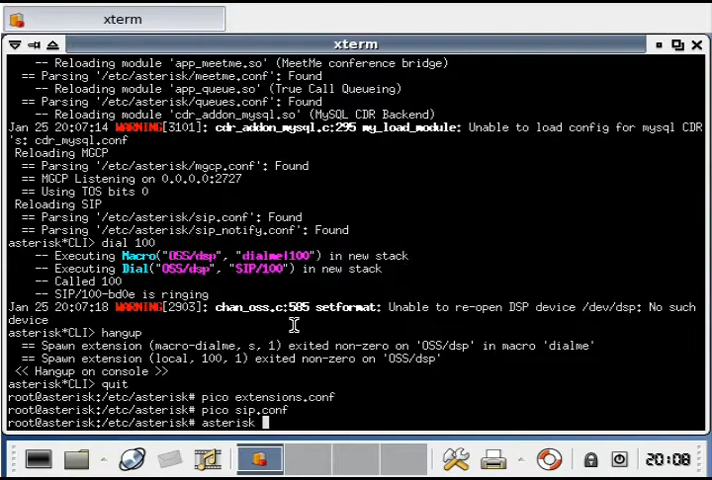 xterm
xterm
-- Reloading module 'app_meetme.so' (MeetMe conference bridge)
== Parsing '/etc/asterisk/meetme.conf': Found
-- Reloading module 'app_queue.so' (True Call Queueing)
== Parsing '/etc/asterisk/queues.conf': Found
-- Reloading module 'cdr_addon_mysql.so' (MySQL CDR Backend)
Jan 25 20:07:14 WARNING[3101]: cdr_addon_mysql.c:295 my_load_module: Unable to load config for mysql CDR
's: cdr_mysql.conf
Reloading MGCP
== Parsing '/etc/asterisk/mgcp.conf': Found
== MGCP Listening on 0.0.0.0:2727
== Using TOS bits 0
Reloading SIP
== Parsing '/etc/asterisk/sip.conf': Found
== Parsing '/etc/asterisk/sip_notify.conf': Found
asterisk*CLI> dial 100
-- Executing Macro("OSS/dsp", "dialme|100") in new stack
-- Executing Dial("OSS/dsp", "SIP/100") in new stack
-- Called 100
-- SIP/100-bd0e is ringing
Jan 25 20:07:18 WARNING[2903]: chan_oss.c:585 setformat: Unable to re-open DSP device /dev/dsp: No such
device
asterisk*CLI> hangup
== Spawn extension (macro-dialme, s, 1) exited non-zero on 'OSS/dsp' in macro 'dialme'
== Spawn extension (local, 100, 1) exited non-zero on 'OSS/dsp'
<< Hangup on console >>
asterisk*CLI> quit
root@asterisk:/etc/asterisk# pico extensions.conf
root@asterisk:/etc/asterisk# pico sip.conf
root@asterisk:/etc/asterisk# asterisk
20:08